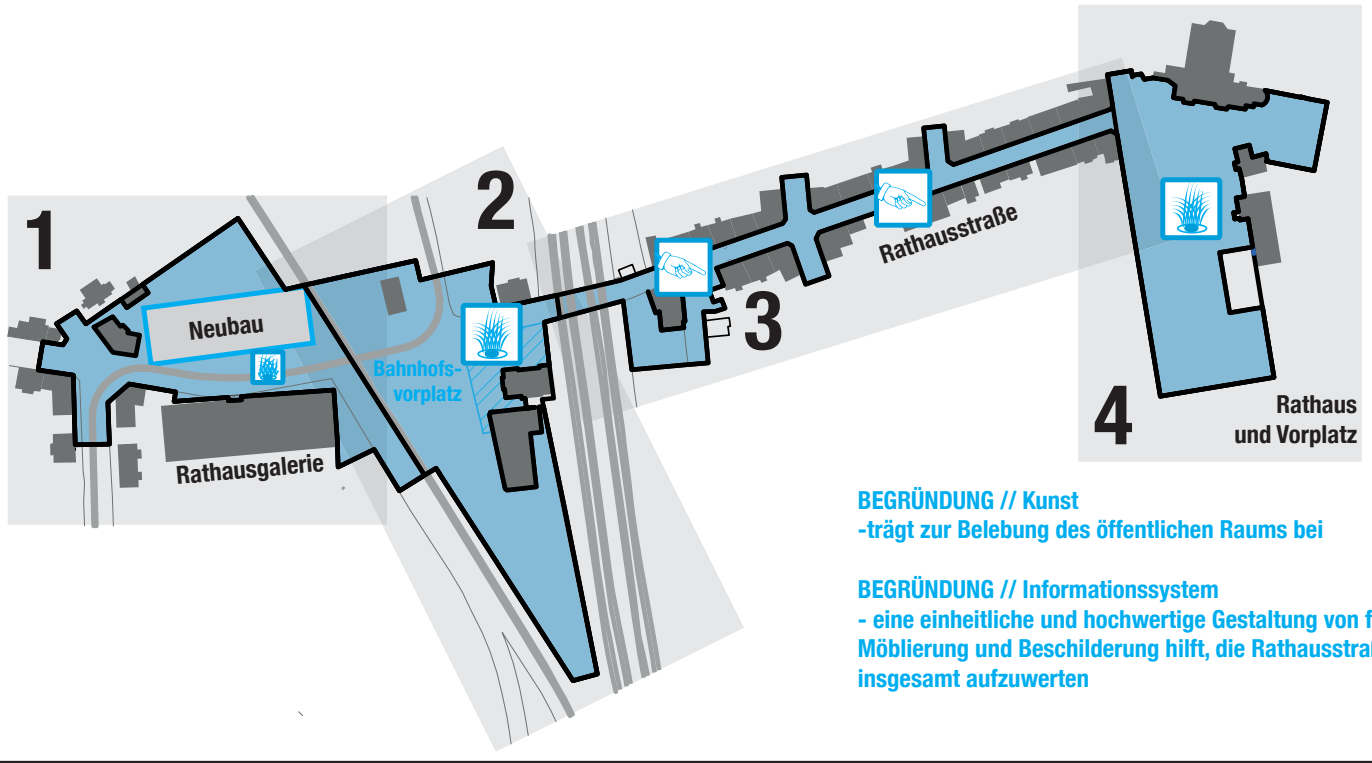 1
2
3
4
Neubau
Bahnhofs-
vorplatz
Rathausgalerie
Rathausstraße
Rathaus
und Vorplatz
BEGRÜNDUNG // Kunst
-trägt zur Belebung des öffentlichen Raums bei
BEGRÜNDUNG // Informationssystem
- eine einheitliche und hochwertige Gestaltung von
Möblierung und Beschilderung hilft, die
insgesamt aufzuwerten